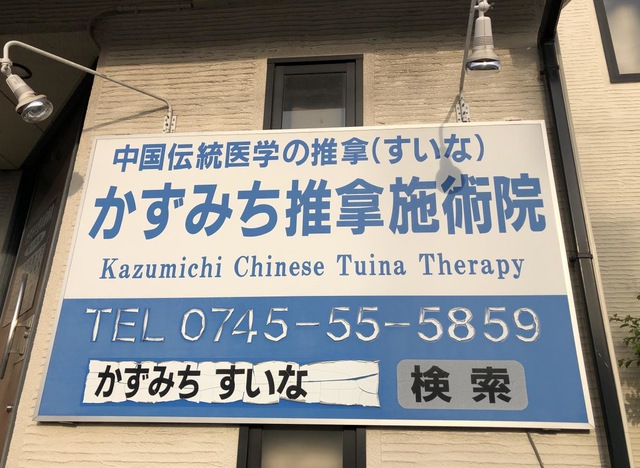 中国伝統医学の推拿(すいな)
かずみち推拿施術院
Kazumichi Chinese Tuina Therapy
TEL 0745-55-5859
かずみち すいな 検索